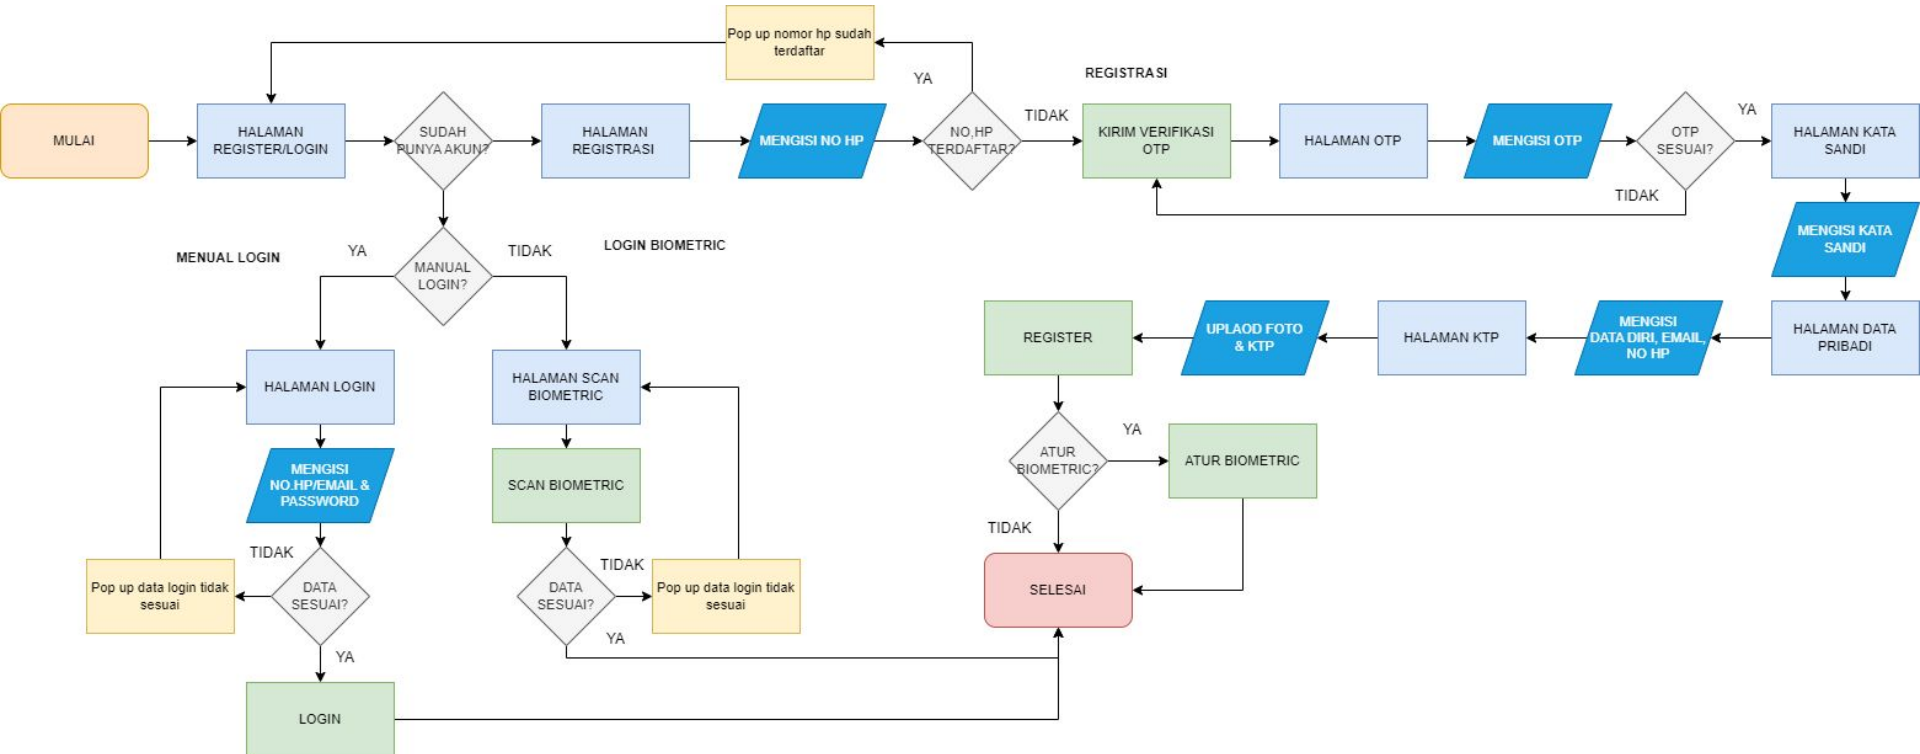 Pop up nomor hp sudah
terdaftar
YA
REGISTRASI
MULAI
HALAMAN
REGISTER/LOGIN
SUDAH
PUNYA AKUN?
HALAMAN
REGISTRASI
MENGISI NO HP
NO,HP
TERDAFTAR?
TIDAK
KIRIM VERIFIKASI
OTP
HALAMAN OTP
MENGISI OTP
OTP
SESUAI?
YA
HALAMAN KATA
SANDI
TIDAK
MENGISI KATA
SANDI
MENUAL LOGIN
YA
MANUAL
LOGIN?
TIDAK
LOGIN BIOMETRIC
REGISTER
UPLAOD FOTO
& KTP
HALAMAN KTP
MENGISI
DATA DIRI, EMAIL,
NO HP
HALAMAN DATA
PRIBADI
HALAMAN LOGIN
HALAMAN SCAN
BIOMETRIC
ATUR
BIOMETRIC?
YA
ATUR BIOMETRIC
MENGISI
NO.HP/EMAIL &
PASSWORD
SCAN BIOMETRIC
TIDAK
TIDAK
TIDAK
Pop up data login tidak
sesuai
DATA
SESUAI?
DATA
SESUAI?
Pop up data login tidak
sesuai
SELESAI
YA
YA
LOGIN